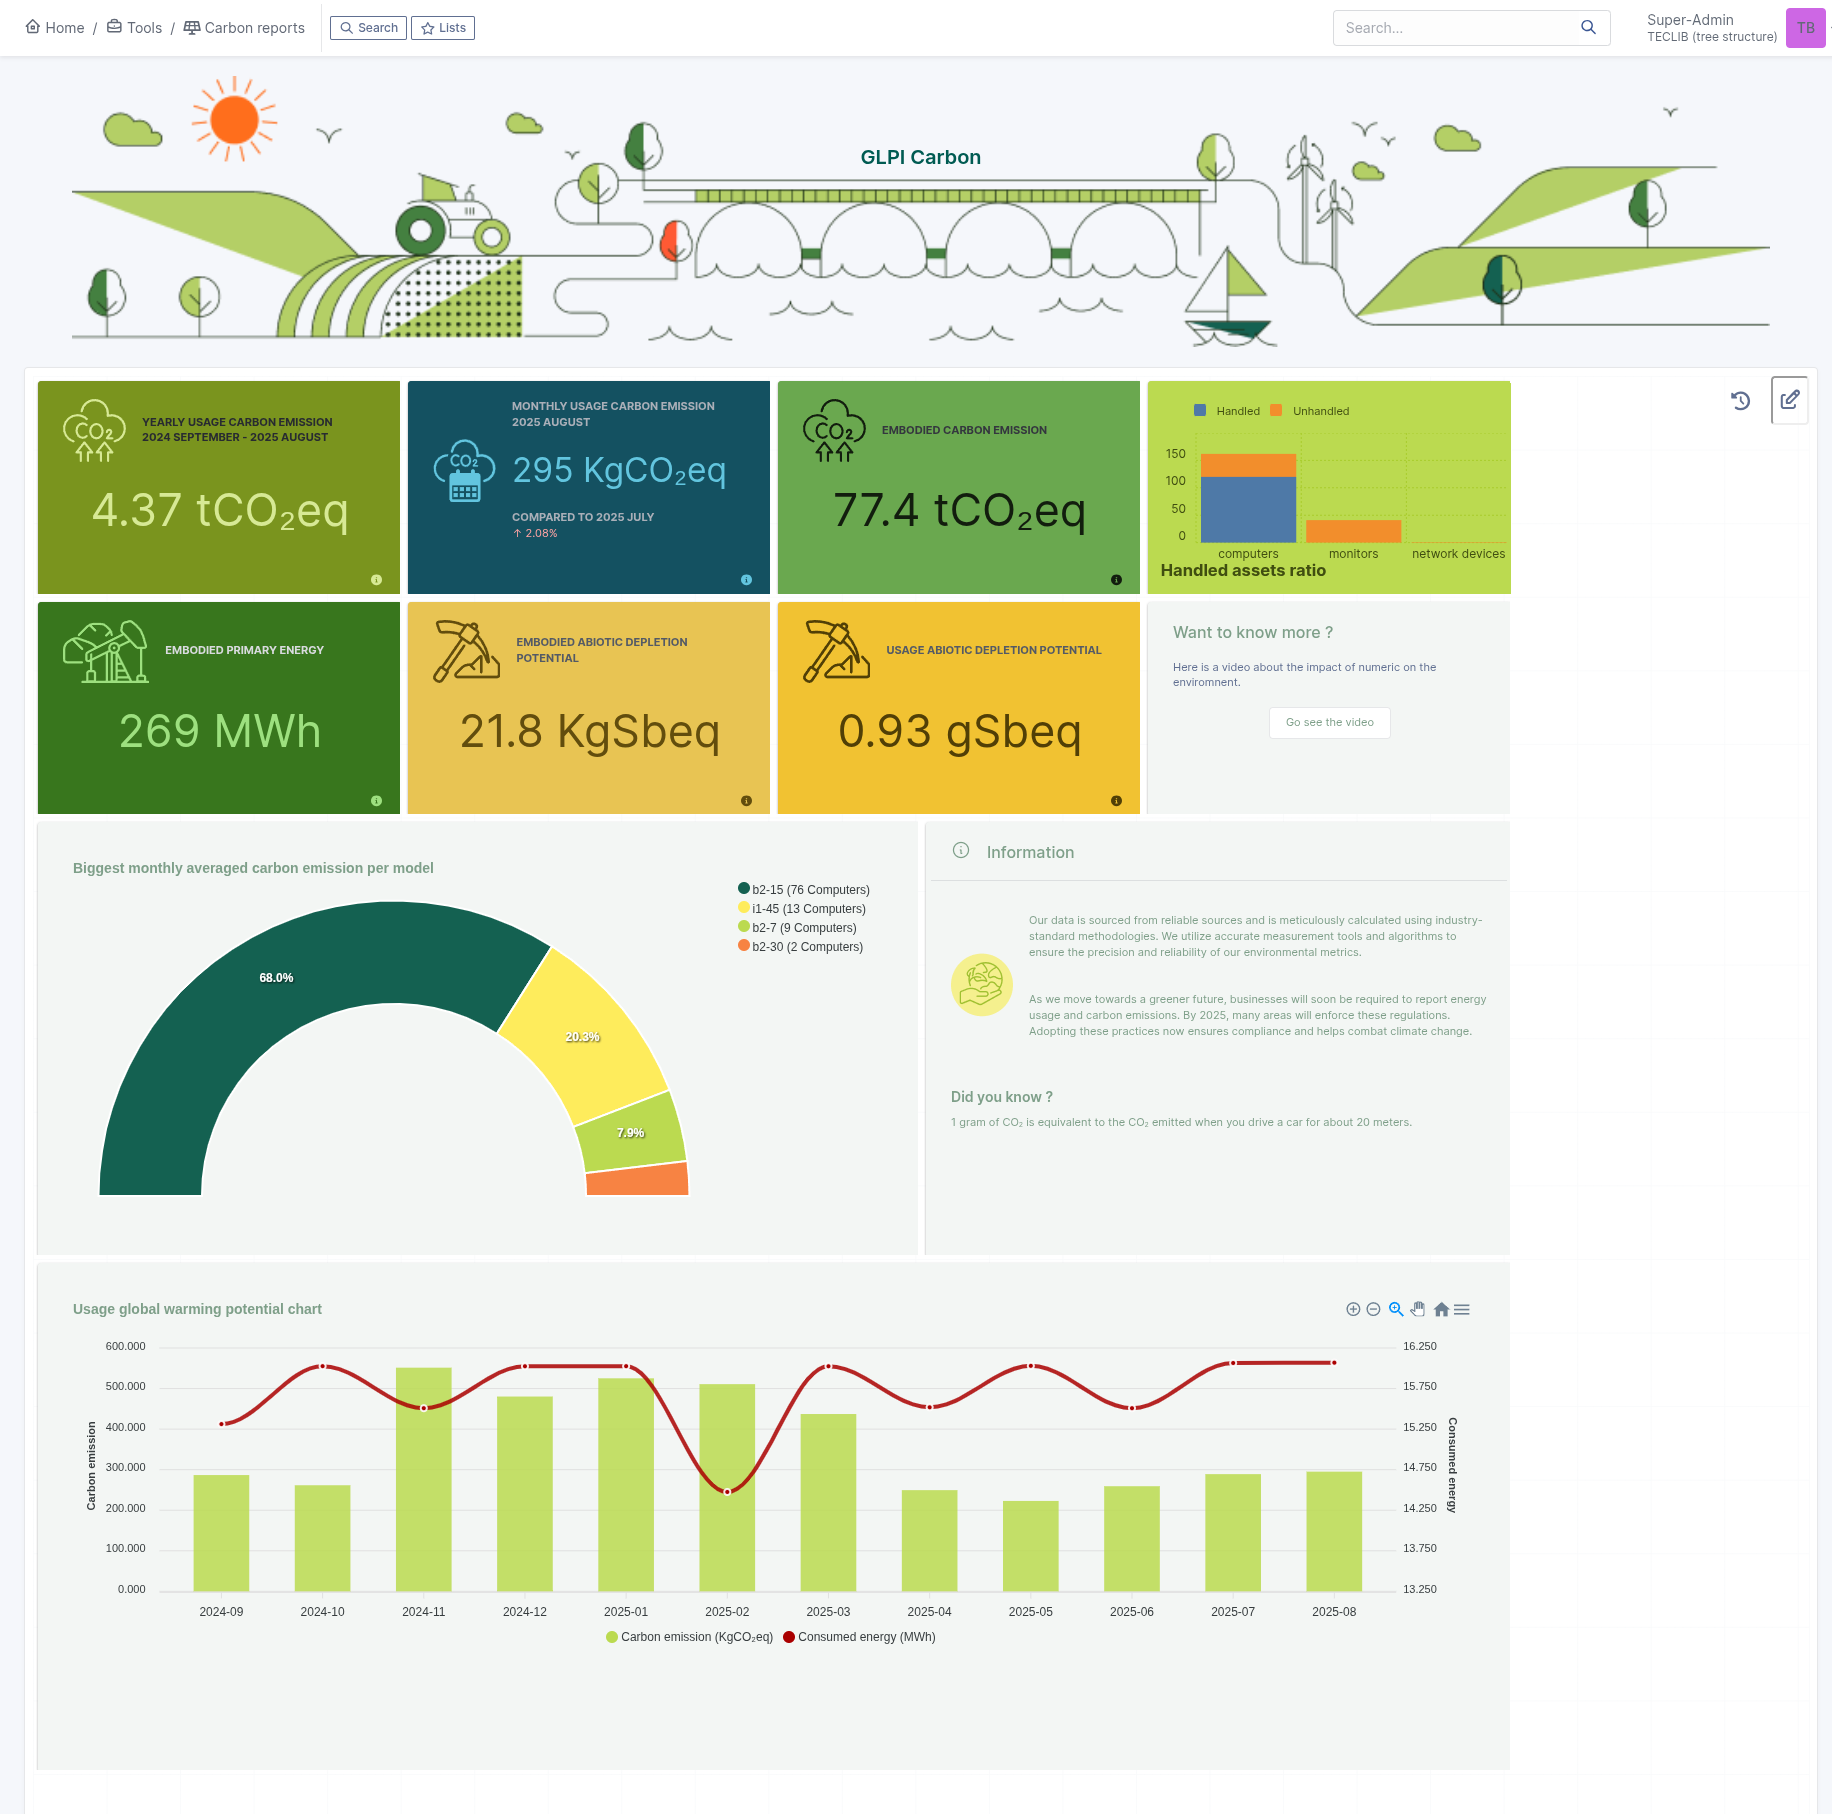 Home / Tools / Carbon reports
Search
Lists
Search...
Super-Admin
TECLIB (tree structure)
TB
GLPI Carbon
CO2
YEARLY USAGE CARBON EMISSION
2024 SEPTEMBER - 2025 AUGUST
4.37 tCO₂eq
MONTHLY USAGE CARBON EMISSION
2025 AUGUST
CO2
295 KgCO₂eq
COMPARED TO 2025 JULY
↑ 2.08%
CO2
EMBODIED CARBON EMISSION
77.4 tCO₂eq
Handled
Unhandled
150
100
50
0
computers
monitors
network devices
Handled assets ratio
EMBODIED PRIMARY ENERGY
269 MWh
EMBODIED ABIOTIC DEPLETION
POTENTIAL
21.8 KgSbeq
USAGE ABIOTIC DEPLETION POTENTIAL
0.93 gSbeq
Want to know more ?
Here is a video about the impact of numeric on the
enviromnent.
Go see the video
Biggest monthly averaged carbon emission per model
b2-15 (76 Computers)
i1-45 (13 Computers)
b2-7 (9 Computers)
b2-30 (2 Computers)
68.0%
20.3%
7.9%
Information
Our data is sourced from reliable sources and is meticulously calculated using industry-
standard methodologies. We utilize accurate measurement tools and algorithms to
ensure the precision and reliability of our environmental metrics.
As we move towards a greener future, businesses will soon be required to report energy
usage and carbon emissions. By 2025, many areas will enforce these regulations.
Adopting these practices now ensures compliance and helps combat climate change.
Did you know ?
1 gram of CO₂ is equivalent to the CO₂ emitted when you drive a car for about 20 meters.
Usage global warming potential chart
600.000
500.000
400.000
300.000
200.000
100.000
0.000
Carbon emission
16.250
15.750
15.250
14.750
14.250
13.750
13.250
Consumed energy
2024-09
2024-10
2024-11
2024-12
2025-01
2025-02
2025-03
2025-04
2025-05
2025-06
2025-07
2025-08
Carbon emission (KgCO₂eq)
Consumed energy (MWh)